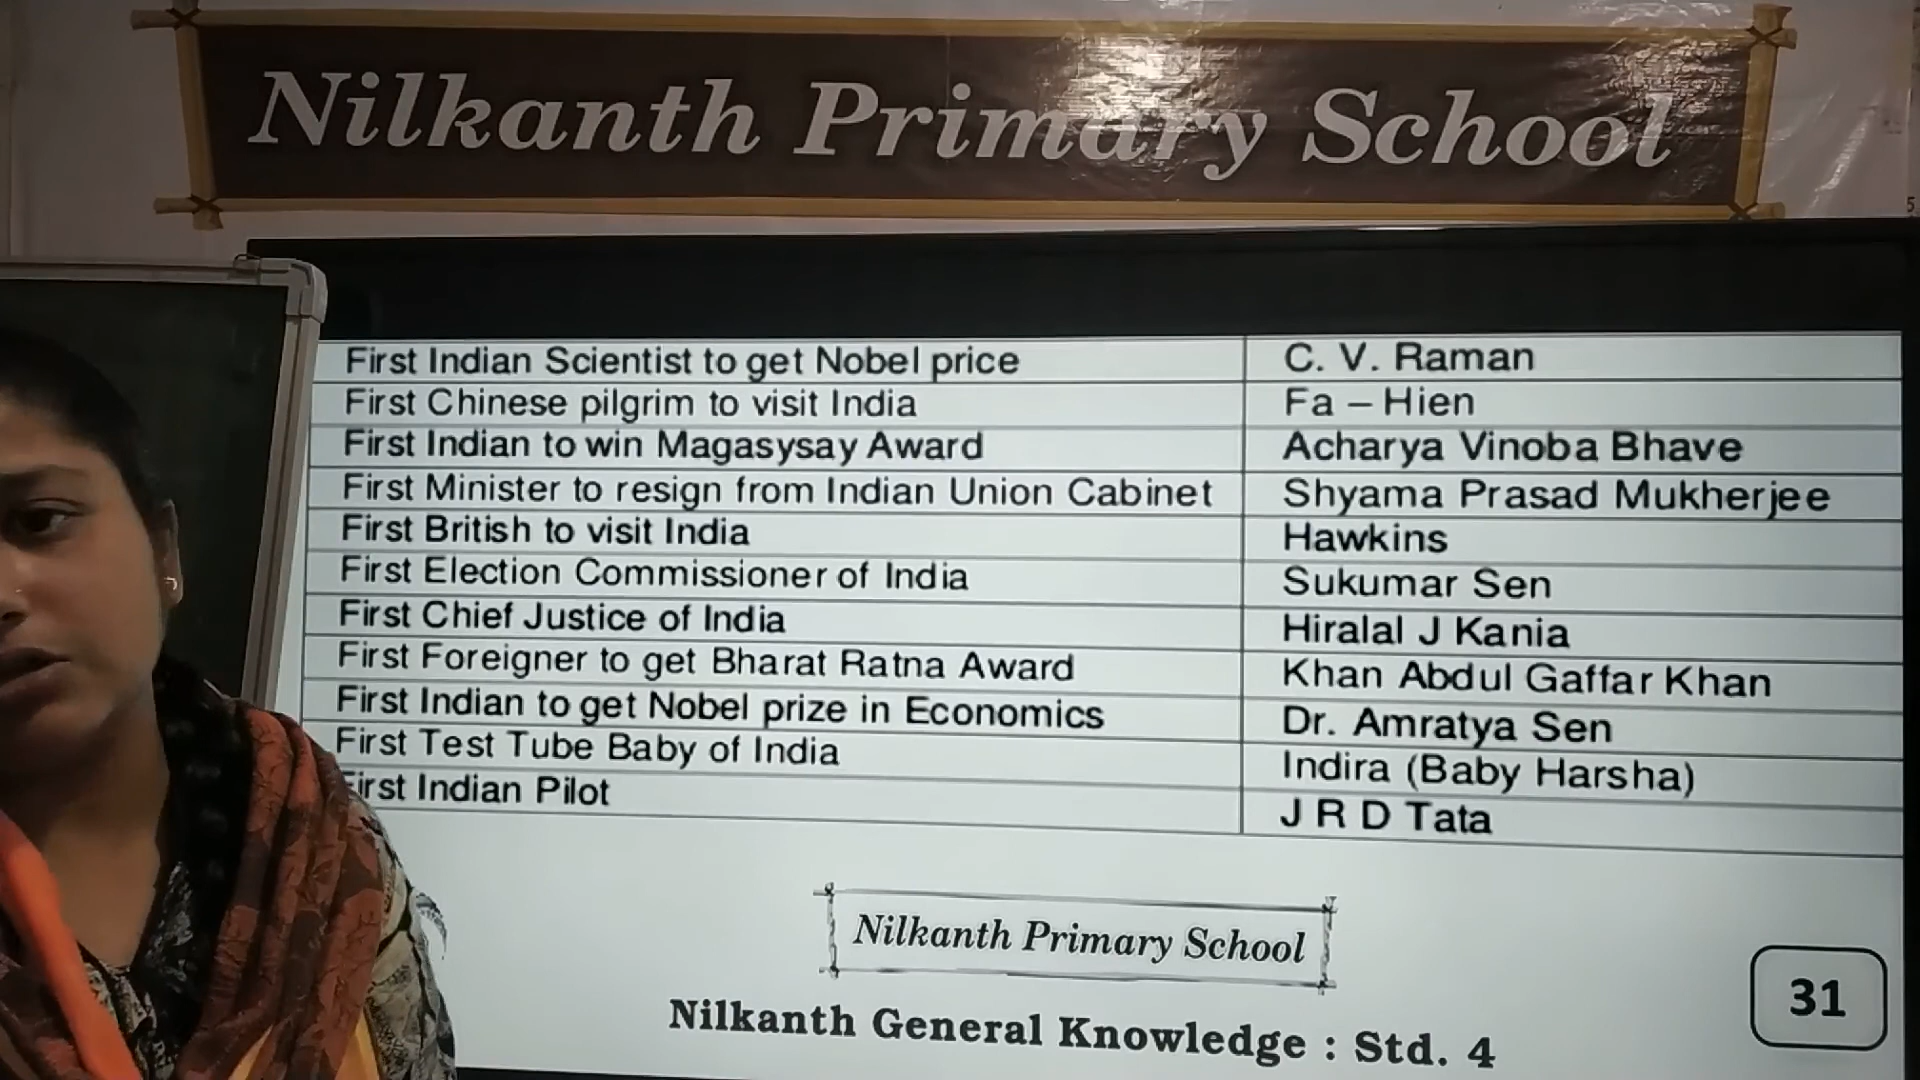 Nilkanth Primary School
First Indian Scientist to get Nobel price C. V. Raman
First Chinese pilgrim to visit India Fa – Hien
First Indian to win Magasysay Award Acharya Vinoba Bhave
First Minister to resign from Indian Union Cabinet Shyama Prasad Mukherjee
First British to visit India Hawkins
First Election Commissioner of India Sukumar Sen
First Chief Justice of India Hiralal J Kania
First Foreigner to get Bharat Ratna Award Khan Abdul Gaffar Khan
First Indian to get Nobel prize in Economics Dr. Amratya Sen
First Test Tube Baby of India Indira (Baby Harsha)
First Indian Pilot J R D Tata
Nilkanth Primary School
Nilkanth General Knowledge : Std. 4
31